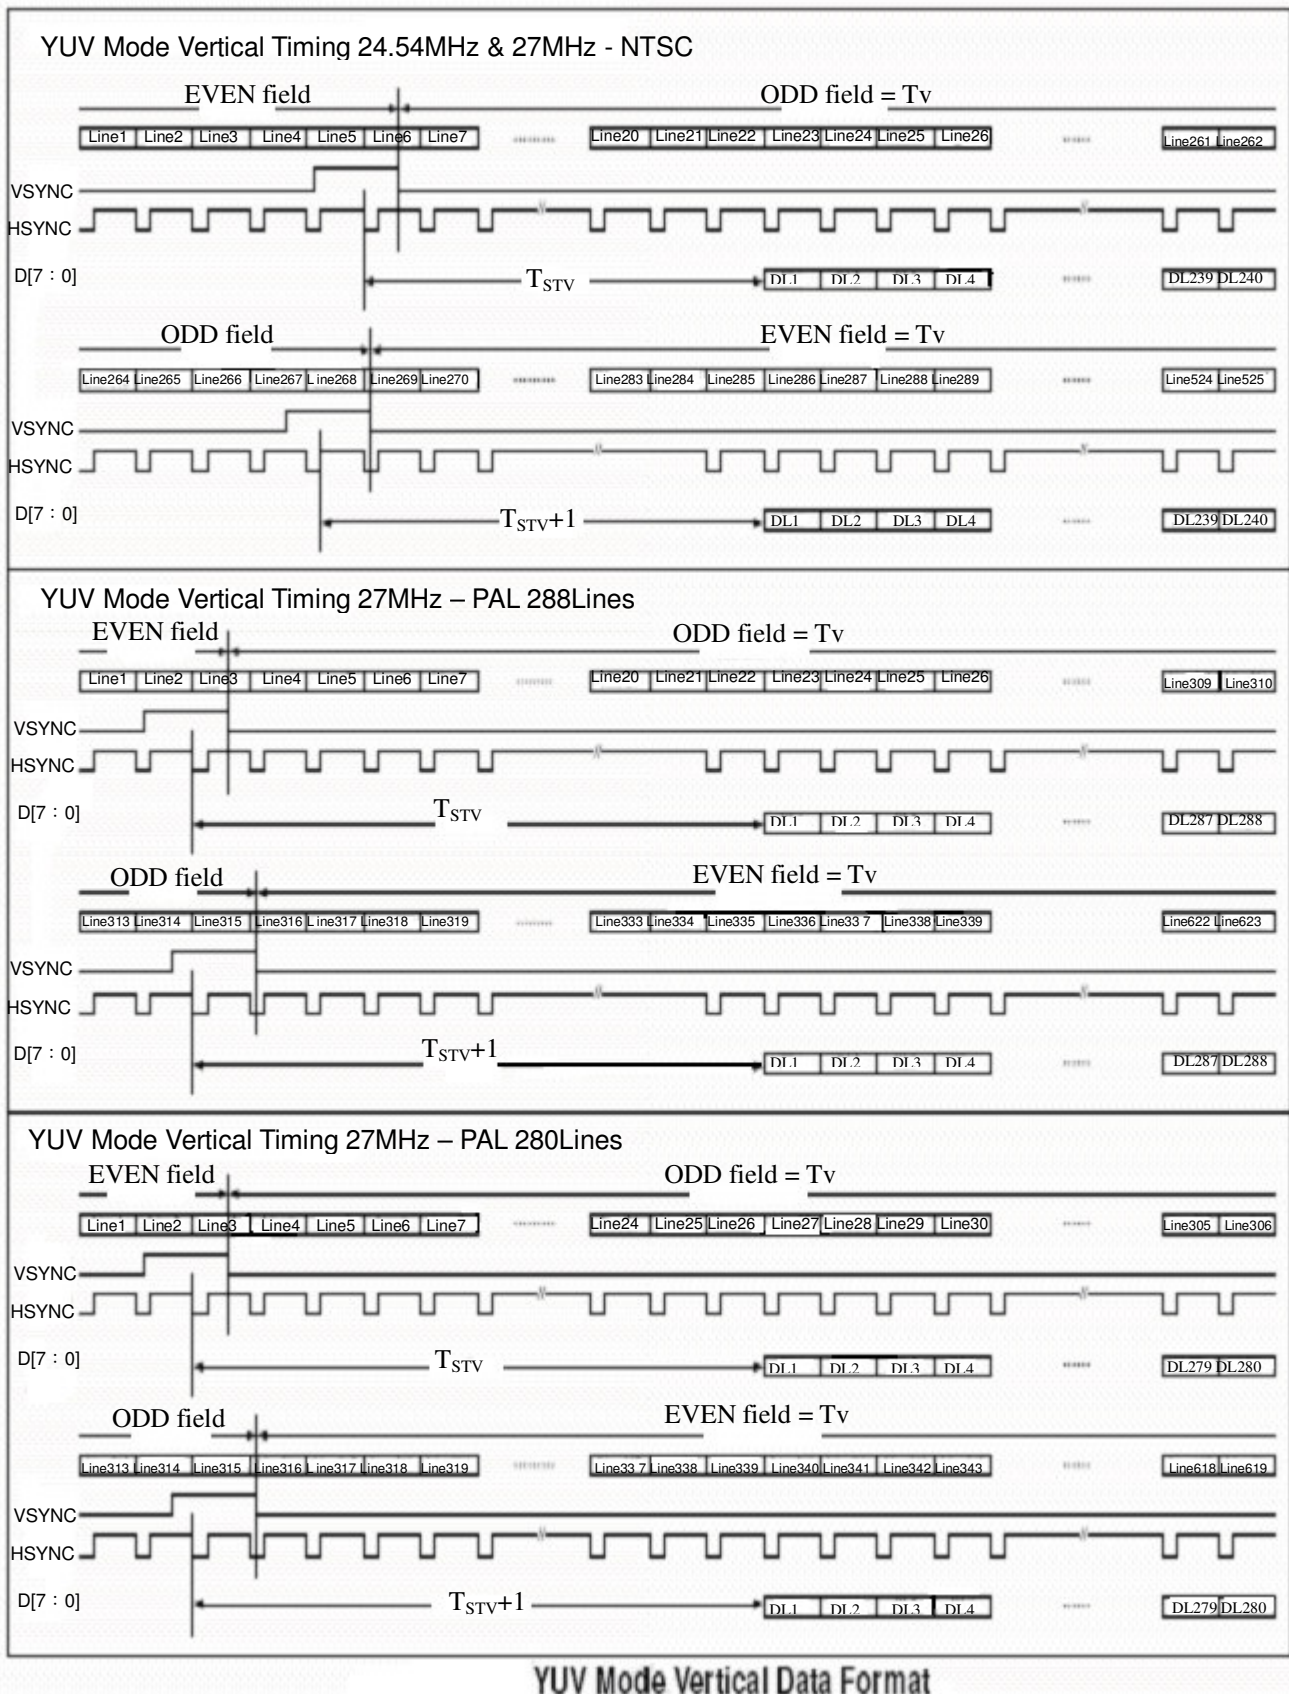 YUV Mode Vertical Timing 24.54MHz & 27MHz - NTSC
EVEN field ODD field = Tv
Line1 Line2 Line3 Line4 Line5 Line6 Line7 Line20 Line21 Line22 Line23 Line24 Line25 Line26 Line261 Line262
VSYNC
HSYNC
D[7：0] TSTV DL1 DL2 DL3 DL4 DL239 DL240
ODD field EVEN field = Tv
Line264 Line265 Line266 Line267 Line268 Line269 Line270 Line283 Line284 Line285 Line286 Line287 Line288 Line289 Line524 Line525
VSYNC
HSYNC
D[7：0] TSTV+1 DL1 DL2 DL3 DL4 DL239 DL240
YUV Mode Vertical Timing 27MHz – PAL 288Lines
EVEN field ODD field = Tv
Line1 Line2 Line3 Line4 Line5 Line6 Line7 Line20 Line21 Line22 Line23 Line24 Line25 Line26 Line309 Line310
VSYNC
HSYNC
D[7：0] TSTV DL1 DL2 DL3 DL4 DL287 DL288
ODD field EVEN field = Tv
Line313 Line314 Line315 Line316 Line317 Line318 Line319 Line333 Line334 Line335 Line336 Line33 7 Line338 Line339 Line622 Line623
VSYNC
HSYNC
D[7：0] TSTV+1 DL1 DL2 DL3 DL4 DL287 DL288
YUV Mode Vertical Timing 27MHz – PAL 280Lines
EVEN field ODD field = Tv
Line1 Line2 Line3 Line4 Line5 Line6 Line7 Line24 Line25 Line26 Line27 Line28 Line29 Line30 Line305 Line306
VSYNC
HSYNC
D[7：0] TSTV DL1 DL2 DL3 DL4 DL279 DL280
ODD field EVEN field = Tv
Line313 Line314 Line315 Line316 Line317 Line318 Line319 Line33 7 Line338 Line339 Line340 Line341 Line342 Line343 Line618 Line619
VSYNC
HSYNC
D[7：0] TSTV+1 DL1 DL2 DL3 DL4 DL279 DL280
YUV Mode Vertical Data Format